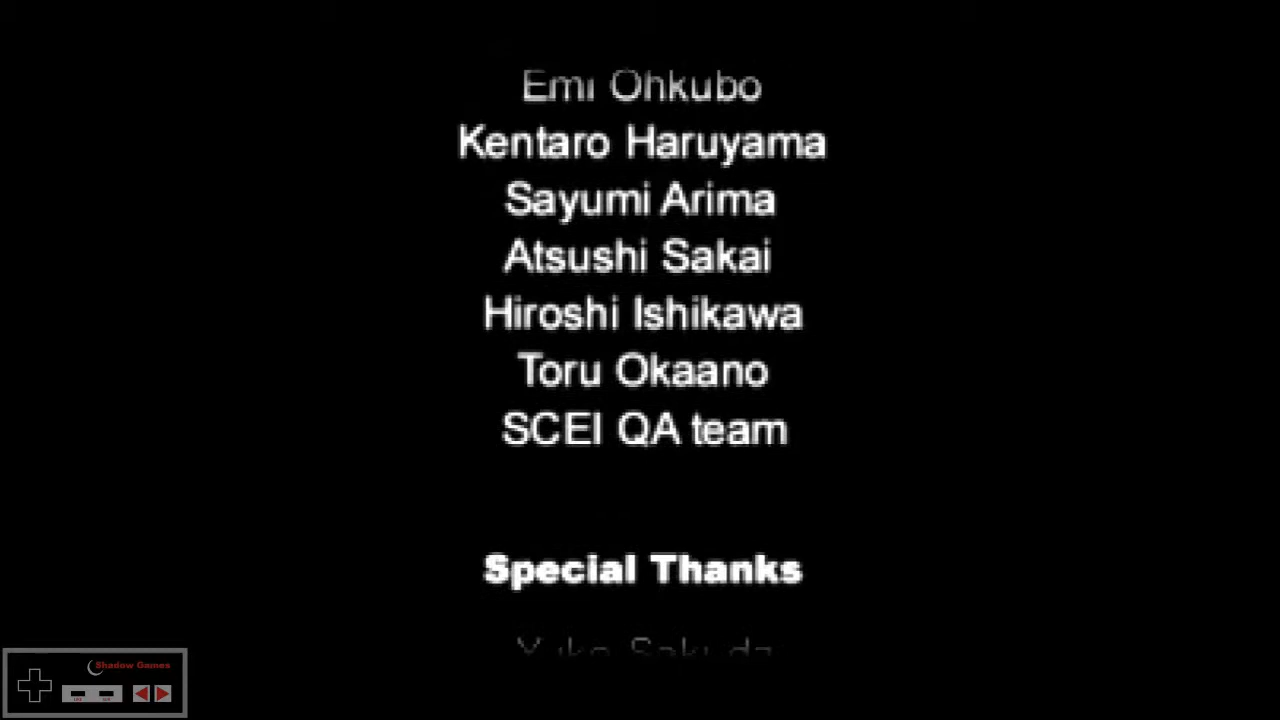 Emi Ohkubo
Kentaro Haruyama
Sayumi Arima
Atsushi Sakai
Hiroshi Ishikawa
Toru Okaano
SCEI QA team
Special Thanks
Shadow Games